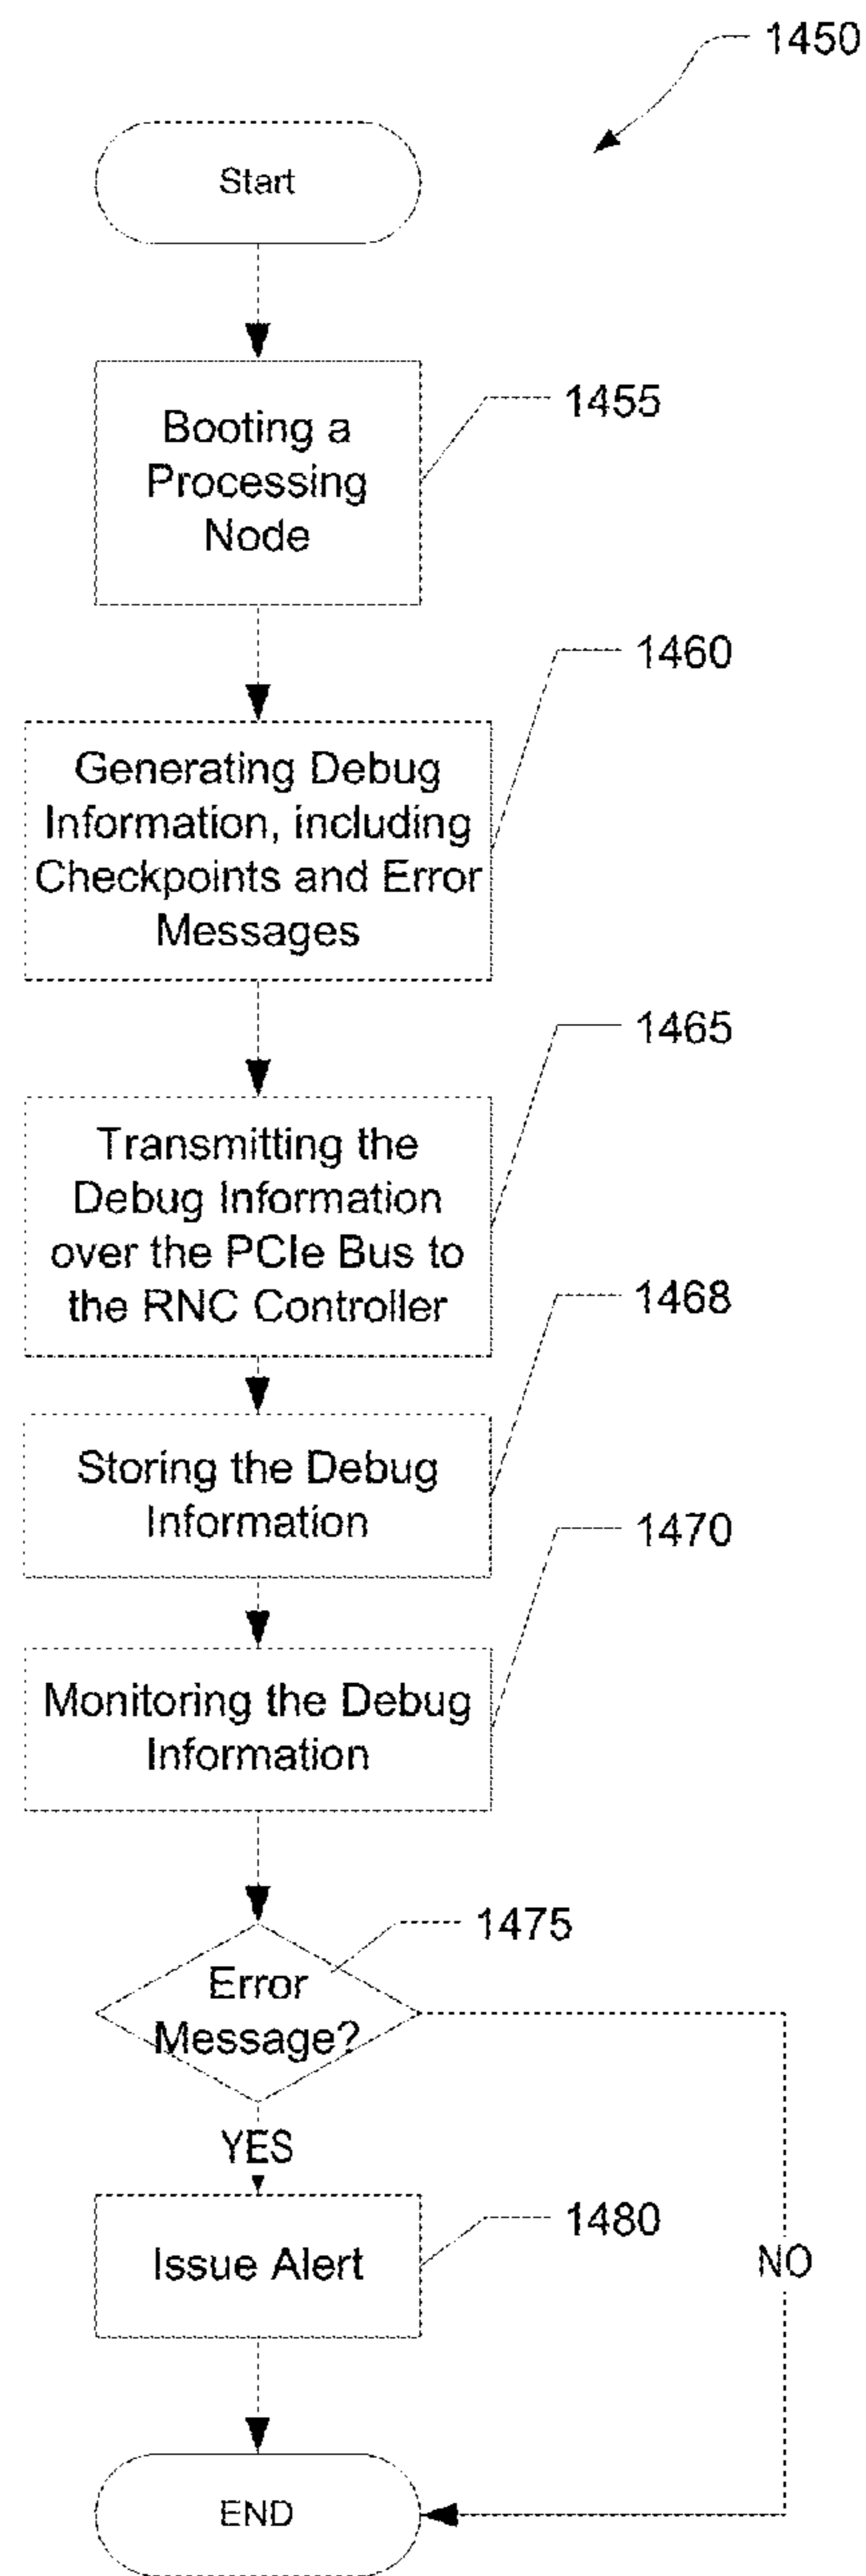 1450
Start
Booting a
Processing
Node
1455
1460
Generating Debug
Information, including
Checkpoints and Error
Messages
1465
Transmitting the
Debug Information
over the PCIe Bus to
the RNC Controller
1468
Storing the Debug
Information
1470
Monitoring the Debug
Information
1475
Error
Message?
YES
1480
Issue Alert
NO
END